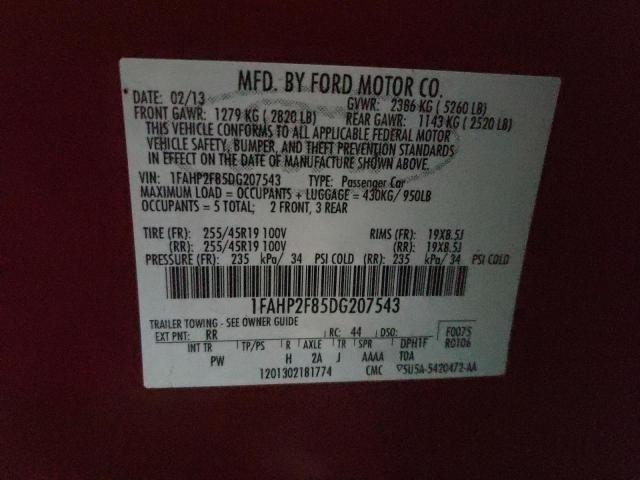 MFD. BY FORD MOTOR CO.
DATE: 02/13 GVWR: 2386 KG ( 5260 LB)
FRONT GAWR: 1279 KG ( 2820 LB) REAR GAWR: 1143 KG ( 2520 LB)
THIS VEHICLE CONFORMS TO ALL APPLICABLE FEDERAL MOTOR
VEHICLE SAFETY, BUMPER, AND THEFT PREVENTION STANDARDS
IN EFFECT ON THE DATE OF MANUFACTURE SHOWN ABOVE.
VIN: 1FAHP2F85DG207543 TYPE: Passenger Car
MAXIMUM LOAD = OCCUPANTS + LUGGAGE = 430KG/ 950LB
OCCUPANTS = 5 TOTAL; 2 FRONT, 3 REAR
TIRE (FR): 255/45R19 100V RIMS (FR): 19X8.5J
(RR): 255/45R19 100V (RR): 19X8.5J
PRESSURE (FR): 235 kPa/ 34 PSI COLD (RR): 235 kPa/ 34 PSI COLD
1FAHP2F85DG207543
TRAILER TOWING - SEE OWNER GUIDE
EXT PNT: RR RC: 44 DSO: F0075
INT TR TP/PS R AXLE TR SPR DPH1F R0106
PW H 2A J AAAA T0A
1201302181774 CMC ▽5U5A-5420472-AA